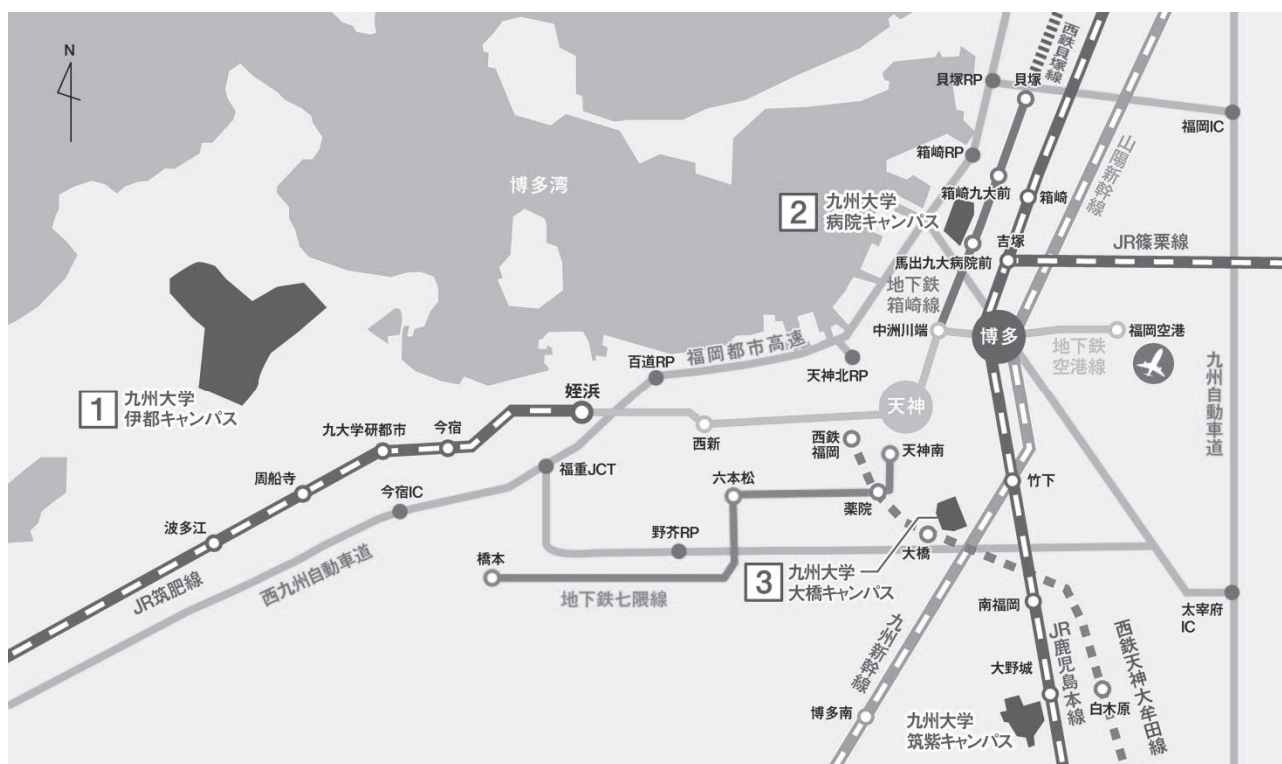 N
西鉄貝塚線
貝塚RP
貝塚
福岡IC
山陽新幹線
箱崎RP
博多湾
箱崎九大前
箱崎
2
九州大学
病院キャンパス
吉塚
JR篠栗線
馬出九大病院前
地下鉄
箱崎線
中洲川端
博多
福岡空港
地下鉄
空港線
九州自動車道
福岡都市高速
百道RP
天神北RP
1
九州大学
伊都キャンパス
姪浜
天神
九大学研都市
今宿
西新
西鉄
福岡
天神南
周船寺
今宿IC
福重JCT
六本松
薬院
竹下
波多江
野芥RP
大橋
橋本
JR筑肥線
西九州自動車道
地下鉄七隈線
3
九州大学
大橋キャンパス
南福岡
太宰府
IC
九州新幹線
JR鹿児島本線
西鉄天神大牟田線
大野城
白木原
博多南
九州大学
筑紫キャンパス